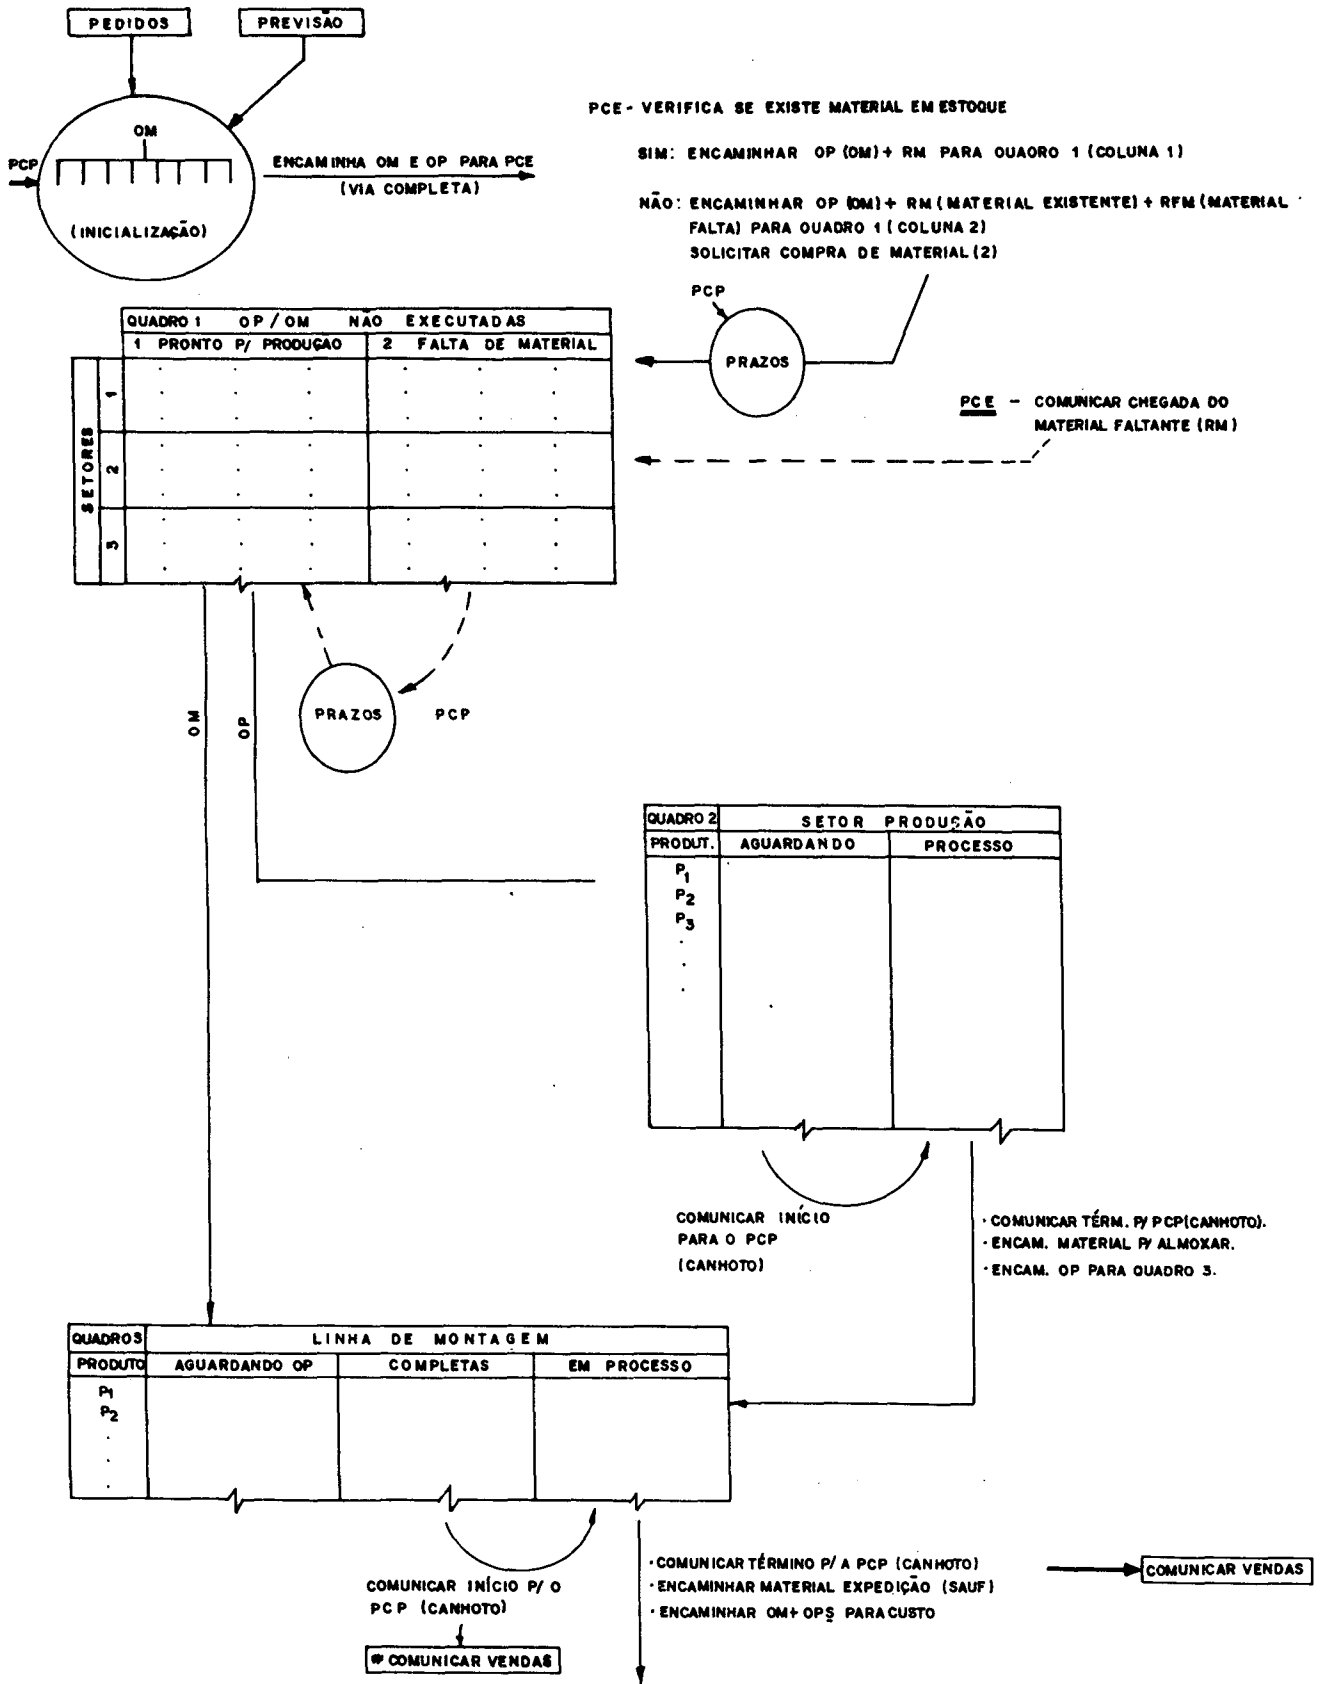 PEDIDOS
PREVISÃO
OM
PCP
(INICIALIZAÇÃO)
ENCAMINHA OM E OP PARA PCE
(VIA COMPLETA)
PCE - VERIFICA SE EXISTE MATERIAL EM ESTOQUE
SIM: ENCAMINHAR OP (OM) + RM PARA QUADRO 1 (COLUNA 1)
NÃO: ENCAMINHAR OP (OM) + RM (MATERIAL EXISTENTE) + RFM (MATERIAL
FALTA) PARA QUADRO 1 (COLUNA 2)
SOLICITAR COMPRA DE MATERIAL (2)
PCP
PRAZOS
PCE - COMUNICAR CHEGADA DO
MATERIAL FALTANTE (RM)
QUADRO 1 OP/OM NÃO EXECUTADAS
1 PRONTO P/ PRODUÇÃO 2 FALTA DE MATERIAL
SETORES
1
2
3
OM
OP
PRAZOS
PCP
QUADRO 2 SETOR PRODUÇÃO
PRODUT. AGUARDANDO PROCESSO
P1
P2
P3
COMUNICAR INÍCIO
PARA O PCP
(CANHOTO)
· COMUNICAR TÉRM. P/ PCP (CANHOTO).
· ENCAM. MATERIAL P/ ALMOXAR.
· ENCAM. OP PARA QUADRO 3.
QUADRO3 LINHA DE MONTAGEM
PRODUTO AGUARDANDO OP COMPLETAS EM PROCESSO
P1
P2
COMUNICAR INÍCIO P/ O
PCP (CANHOTO)
# COMUNICAR VENDAS
· COMUNICAR TÉRMINO P/ A PCP (CANHOTO)
· ENCAMINHAR MATERIAL EXPEDIÇÃO (SAUF)
· ENCAMINHAR OM+ OPS PARA CUSTO
COMUNICAR VENDAS